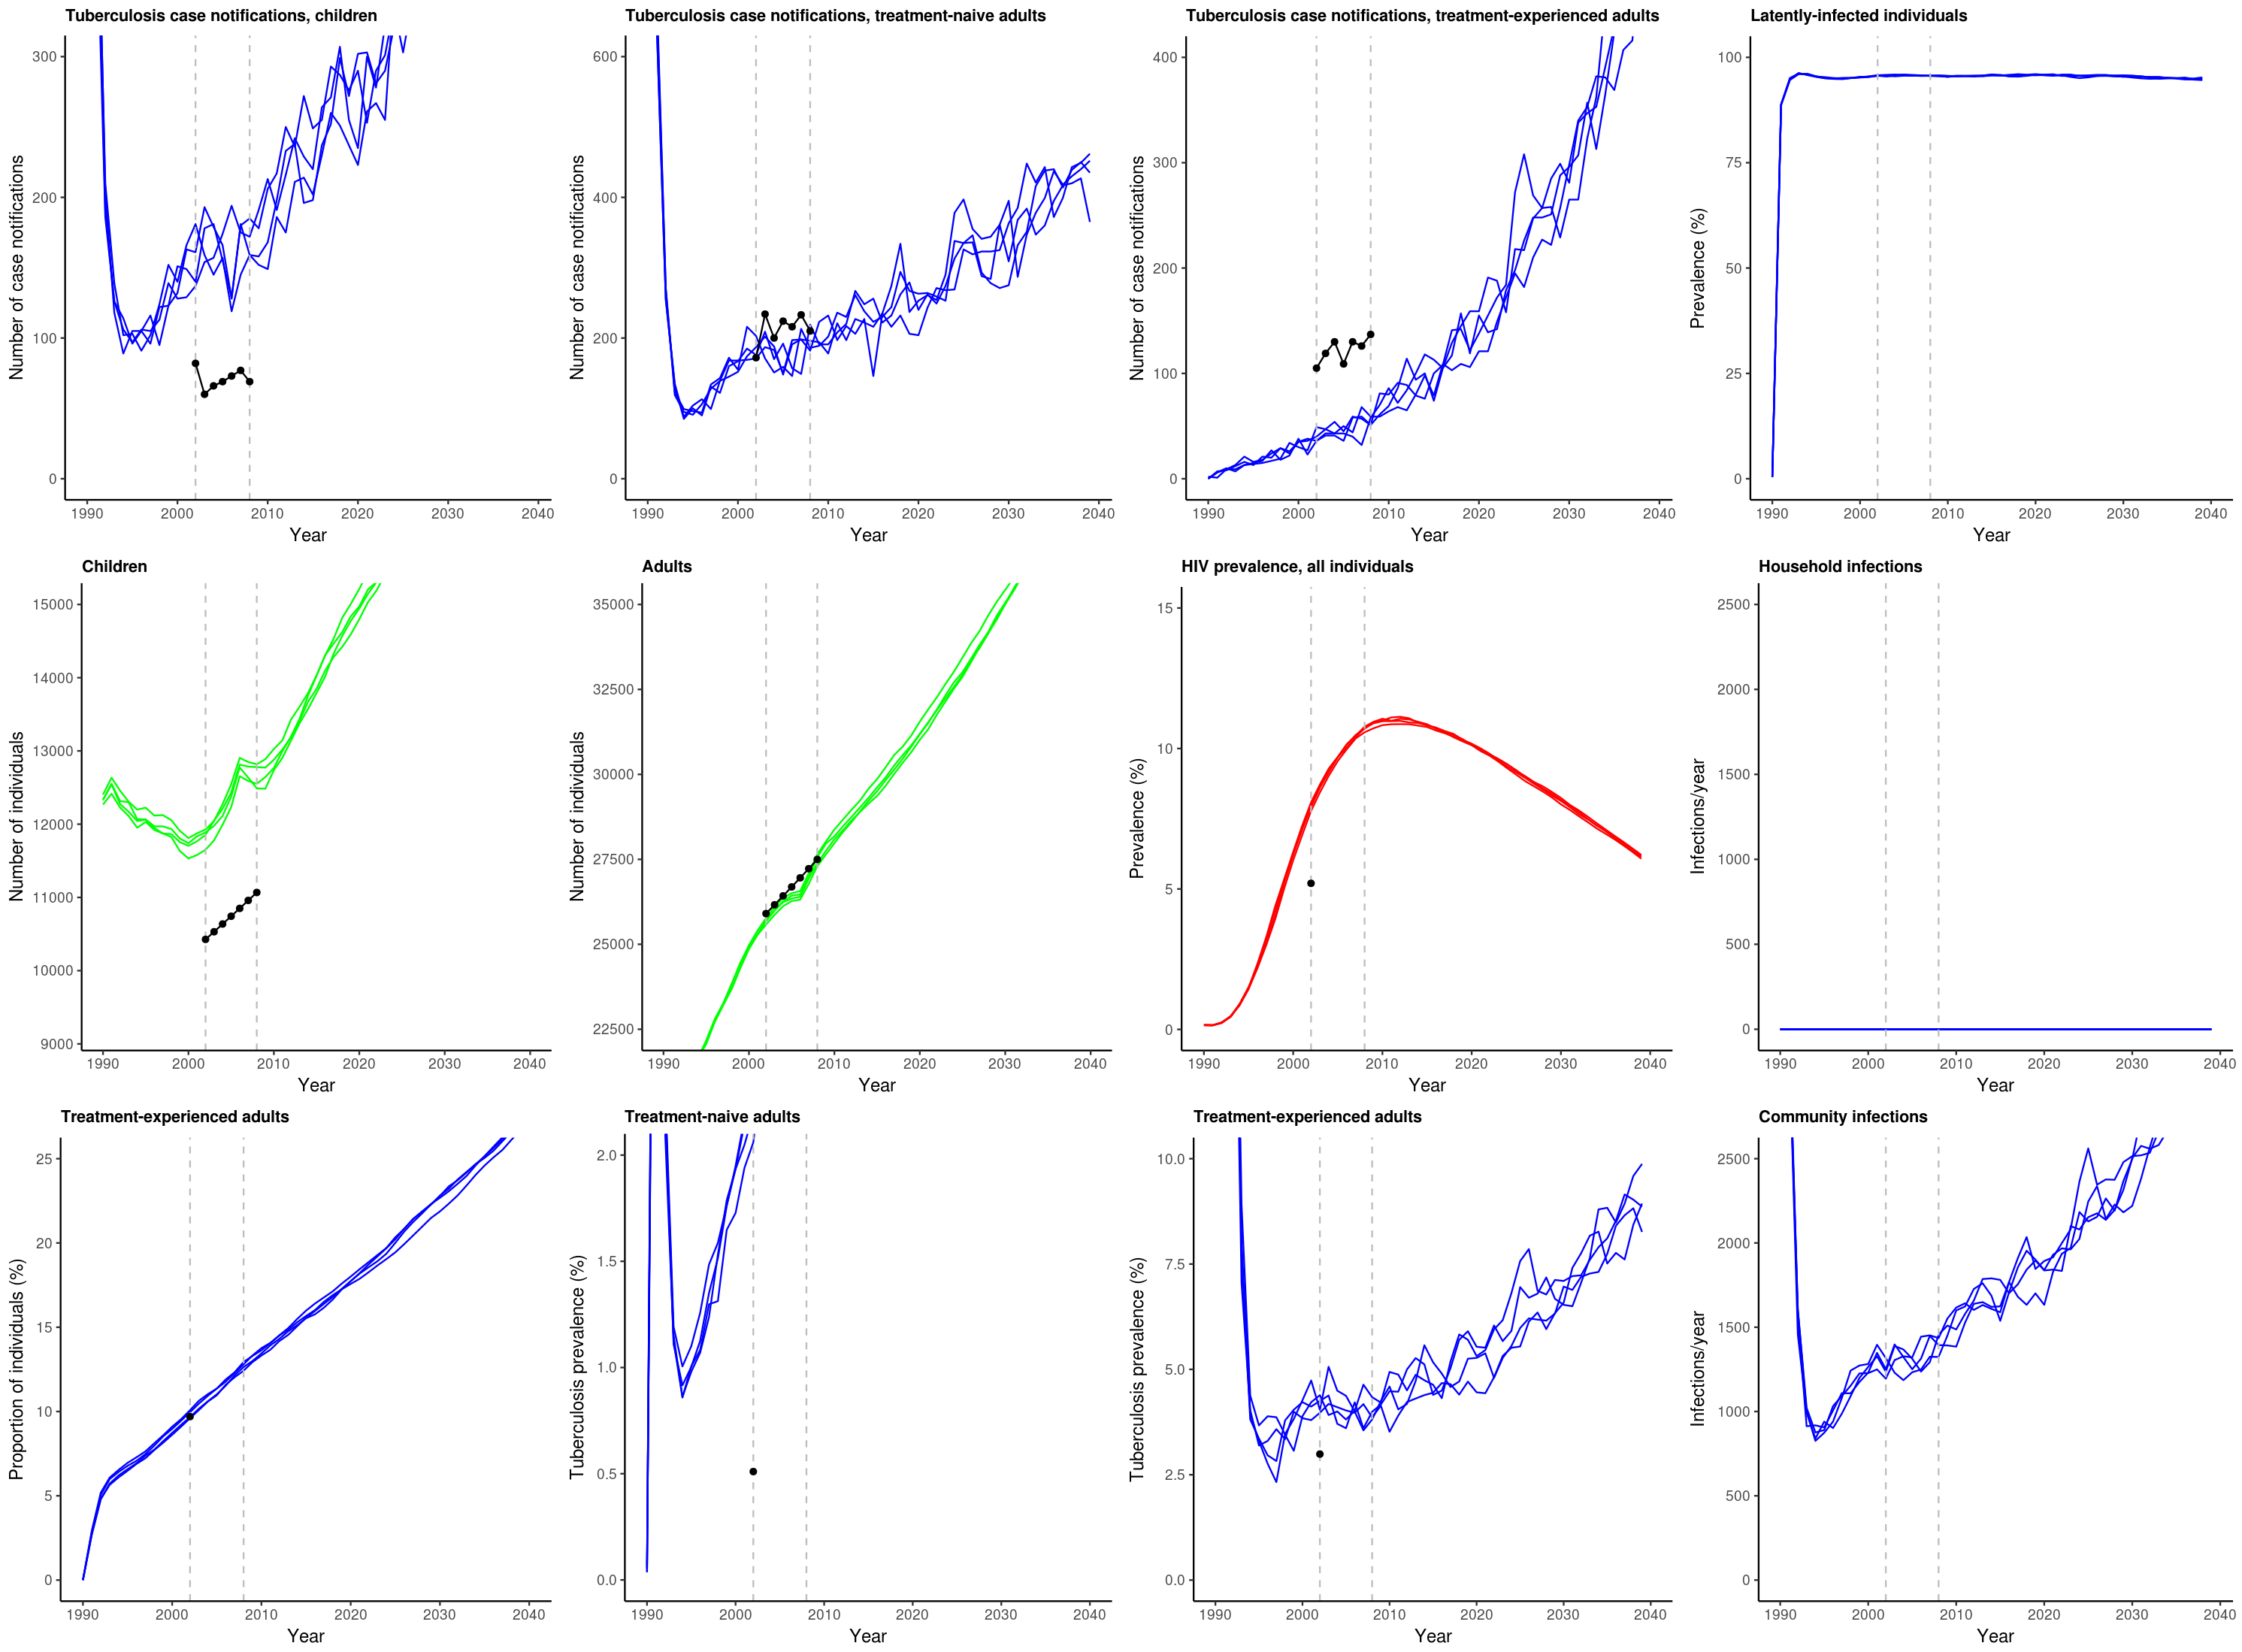 Tuberculosis case notifications, children
Number of case notifications
300
200
100
0
1990 2000 2010 2020 2030 2040
Year
Tuberculosis case notifications, treatment-naive adults
Number of case notifications
600
400
200
0
1990 2000 2010 2020 2030 2040
Year
Tuberculosis case notifications, treatment-experienced adults
Number of case notifications
400
300
200
100
0
1990 2000 2010 2020 2030 2040
Year
Latently-infected individuals
Prevalence (%)
100
75
50
25
0
1990 2000 2010 2020 2030 2040
Year
Children
Number of individuals
15000
14000
13000
12000
11000
10000
9000
1990 2000 2010 2020 2030 2040
Year
Adults
Number of individuals
35000
32500
30000
27500
25000
22500
1990 2000 2010 2020 2030 2040
Year
HIV prevalence, all individuals
Prevalence (%)
15
10
5
0
1990 2000 2010 2020 2030 2040
Year
Household infections
Infections/year
2500
2000
1500
1000
500
0
1990 2000 2010 2020 2030 2040
Year
Treatment-experienced adults
Proportion of individuals (%)
25
20
15
10
5
0
1990 2000 2010 2020 2030 2040
Year
Treatment-naive adults
Tuberculosis prevalence (%)
2.0
1.5
1.0
0.5
0.0
1990 2000 2010 2020 2030 2040
Year
Treatment-experienced adults
Tuberculosis prevalence (%)
10.0
7.5
5.0
2.5
0.0
1990 2000 2010 2020 2030 2040
Year
Community infections
Infections/year
2500
2000
1500
1000
500
0
1990 2000 2010 2020 2030 2040
Year